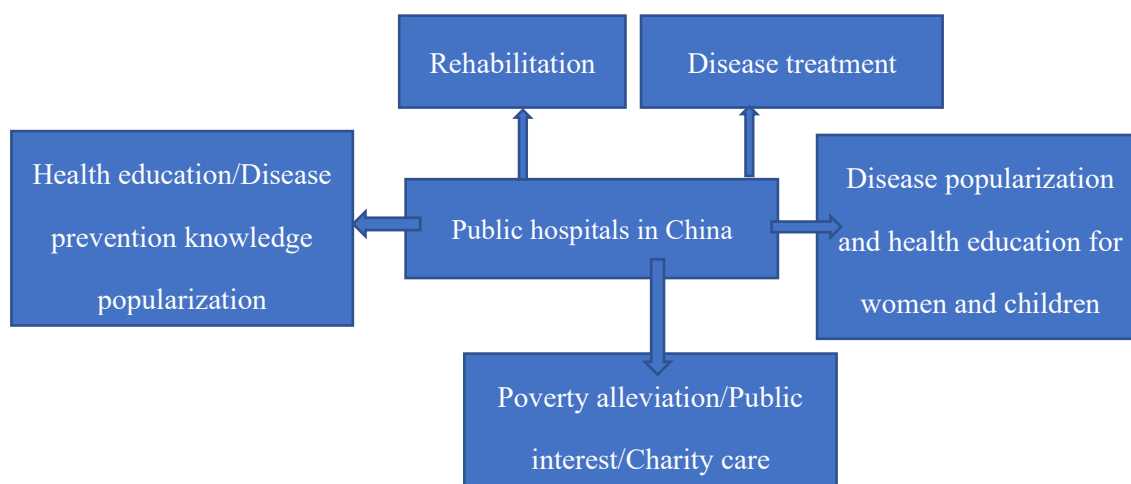 Rehabilitation
Disease treatment
Health education/Disease
prevention knowledge
popularization
Public hospitals in China
Disease popularization
and health education for
women and children
Poverty alleviation/Public
interest/Charity care